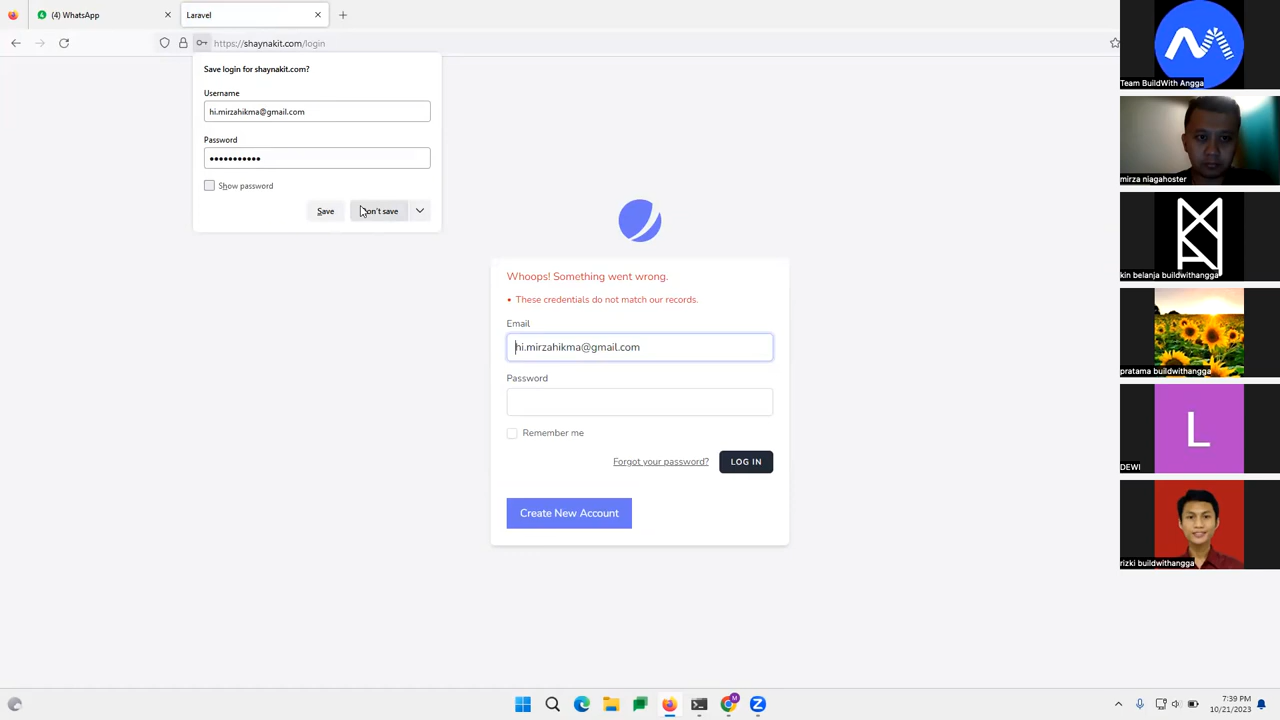 (4) WhatsApp
Laravel
https://shaynakit.com/login
Save login for shaynakit.com?
Username
hi.mirzahikma@gmail.com
Password
Show password
Save
Don't save
Whoops! Something went wrong.
These credentials do not match our records.
Email
hi.mirzahikma@gmail.com
Password
Remember me
Forgot your password?
LOG IN
Create New Account
Team BuildWith Angga
mirza niagahoster
kin belanja buildwithangga
pratama buildwithangga
L
DEWI
rizki buildwithangga
M
7:39 PM
10/21/2023